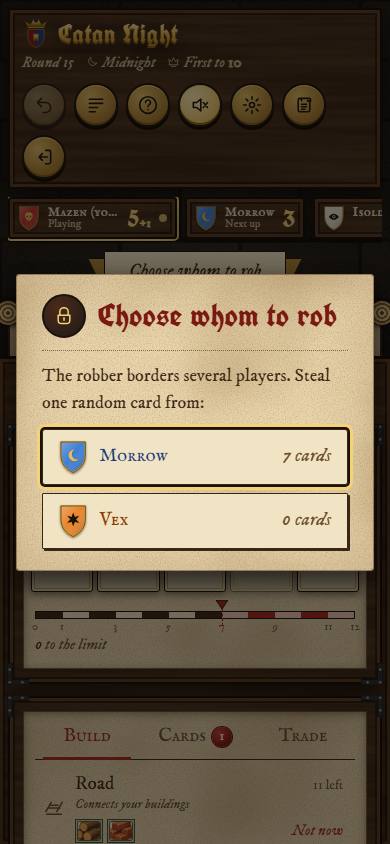 Catan Night
Round 15 Midnight First to 10
Mazen (yo... 5+1
Playing
Morrow 3
Next up
Isol
Choose whom to rob
Choose whom to rob
The robber borders several players. Steal
one random card from:
Morrow 7 cards
Vex 0 cards
0 1 3 5 7 9 11 12
0 to the limit
Build Cards 1 Trade
Road 11 left
Connects your buildings
Not now